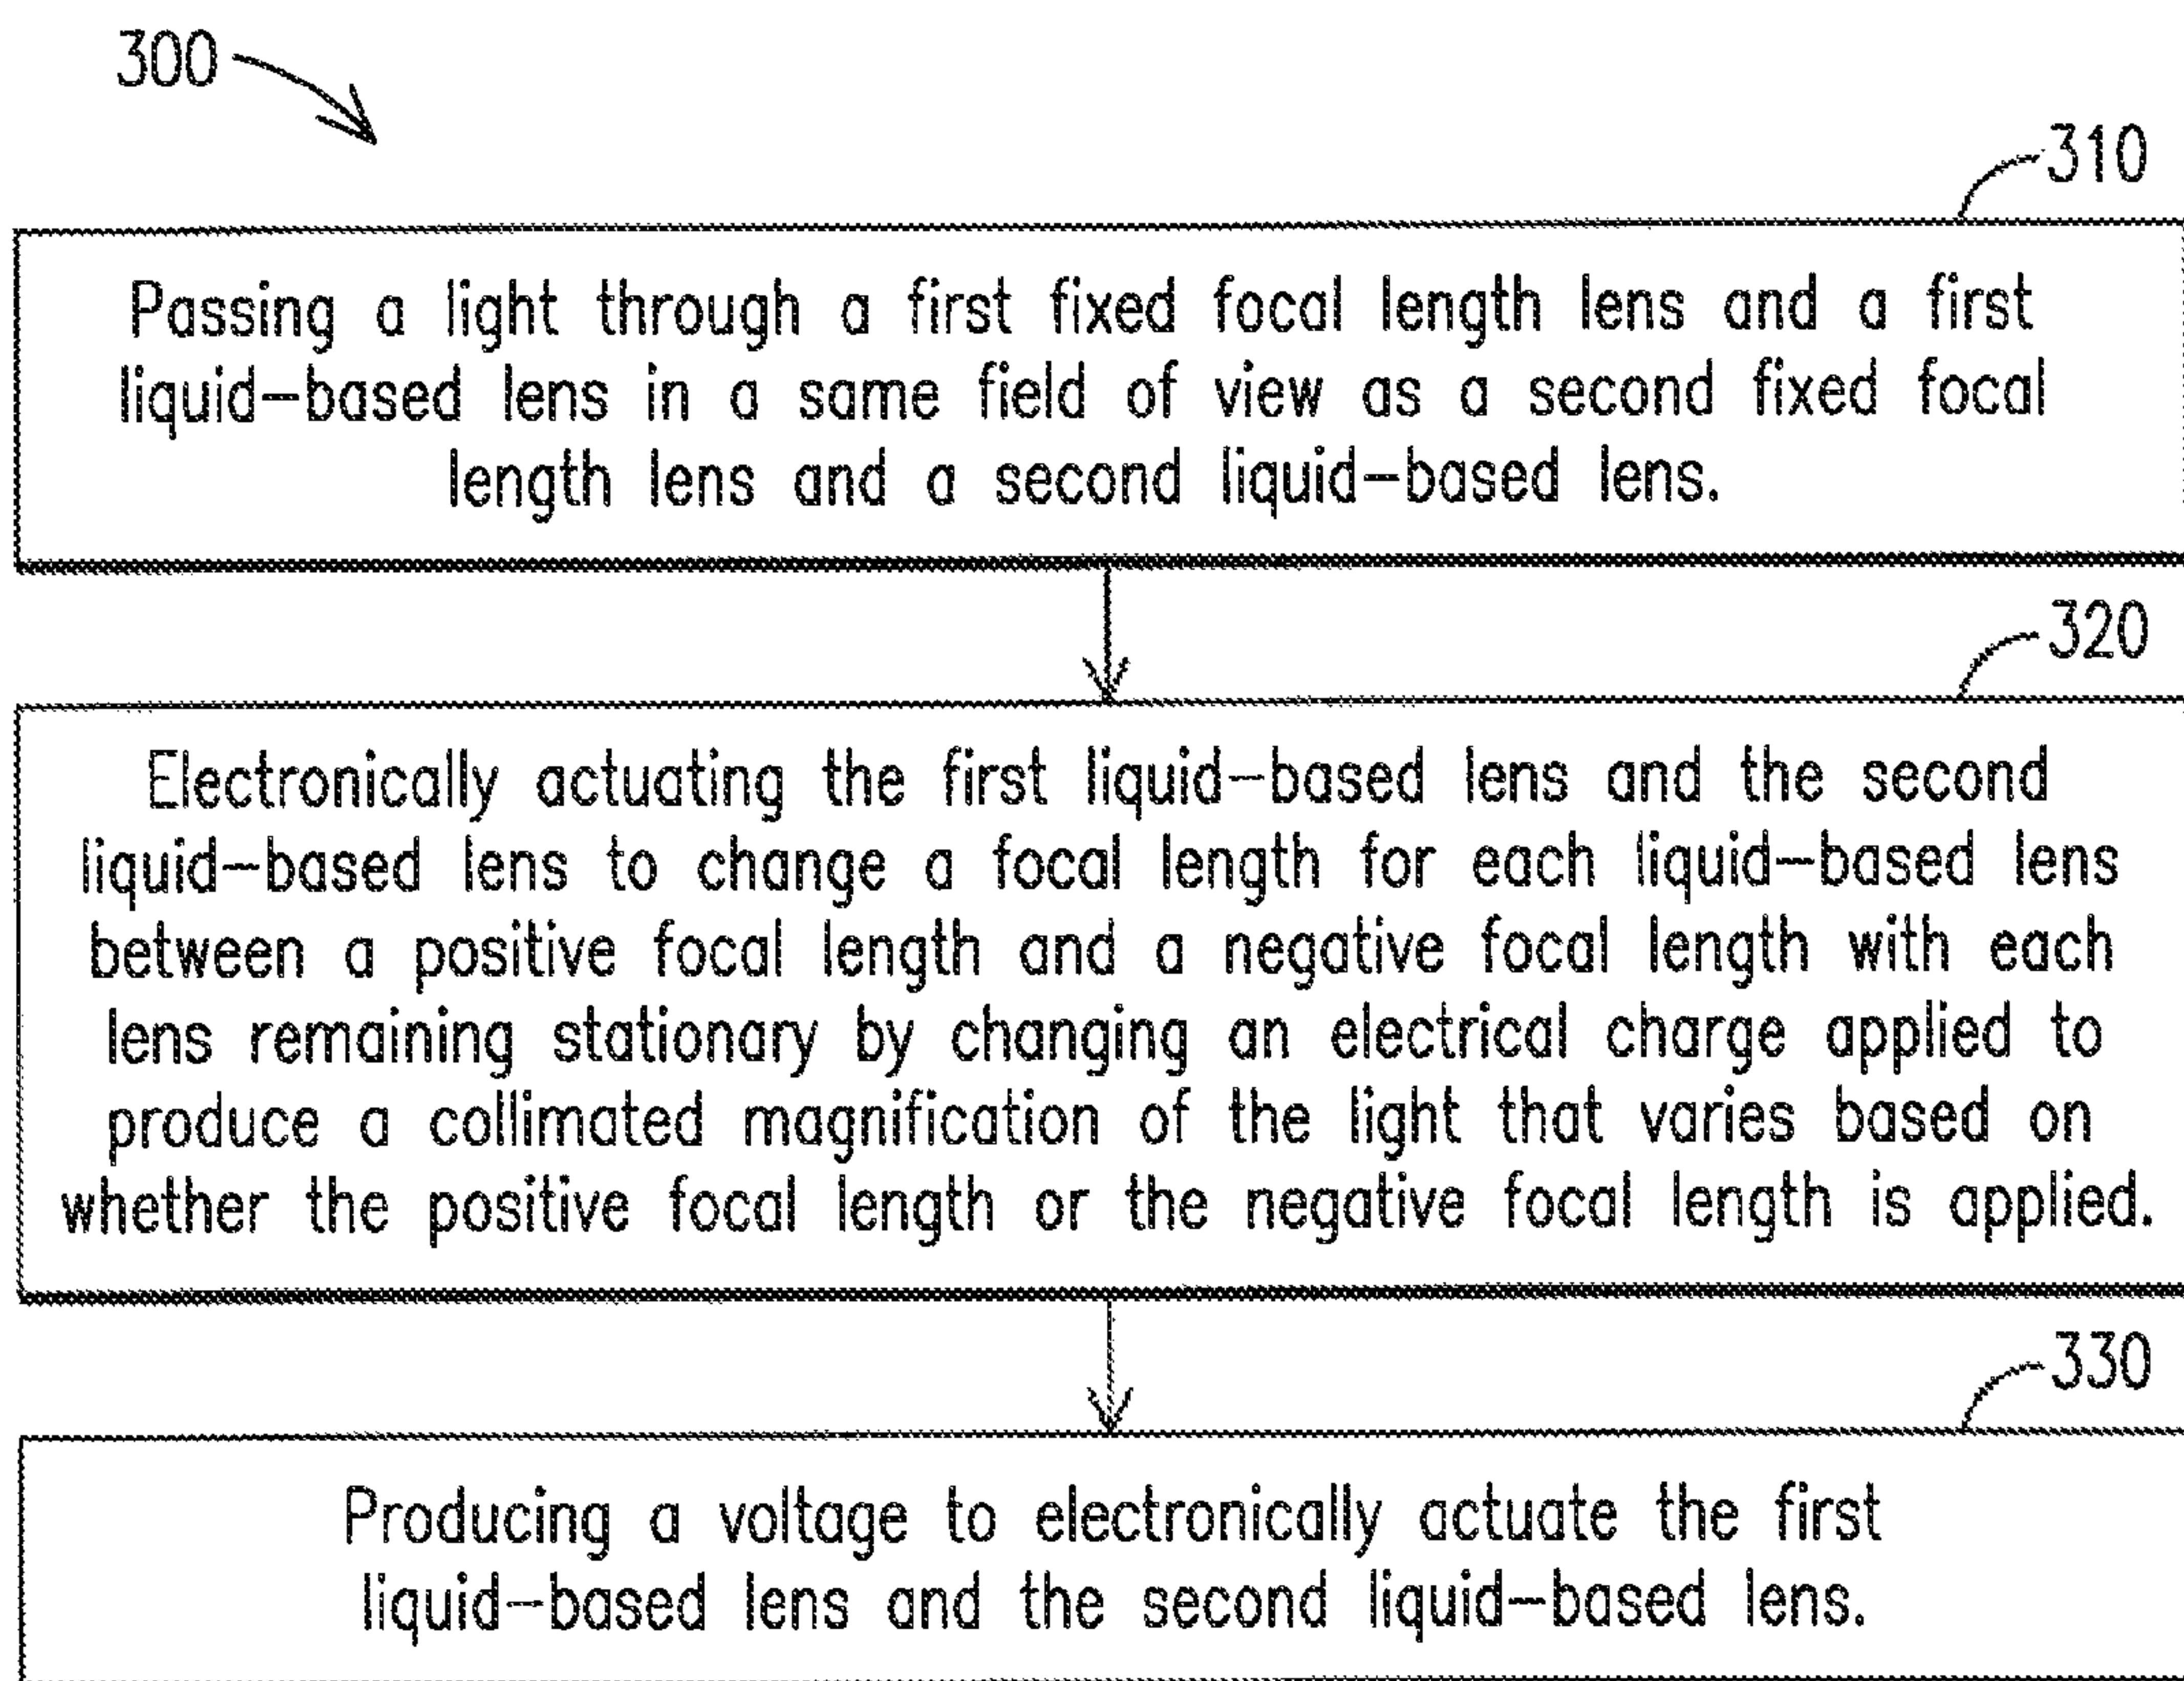 300
310
Passing a light through a first fixed focal length lens and a first
liquid-based lens in a same field of view as a second fixed focal
length lens and a second liquid-based lens.
320
Electronically actuating the first liquid-based lens and the second
liquid-based lens to change a focal length for each liquid-based lens
between a positive focal length and a negative focal length with each
lens remaining stationary by changing an electrical charge applied to
produce a collimated magnification of the light that varies based on
whether the positive focal length or the negative focal length is applied.
330
Producing a voltage to electronically actuate the first
liquid-based lens and the second liquid-based lens.